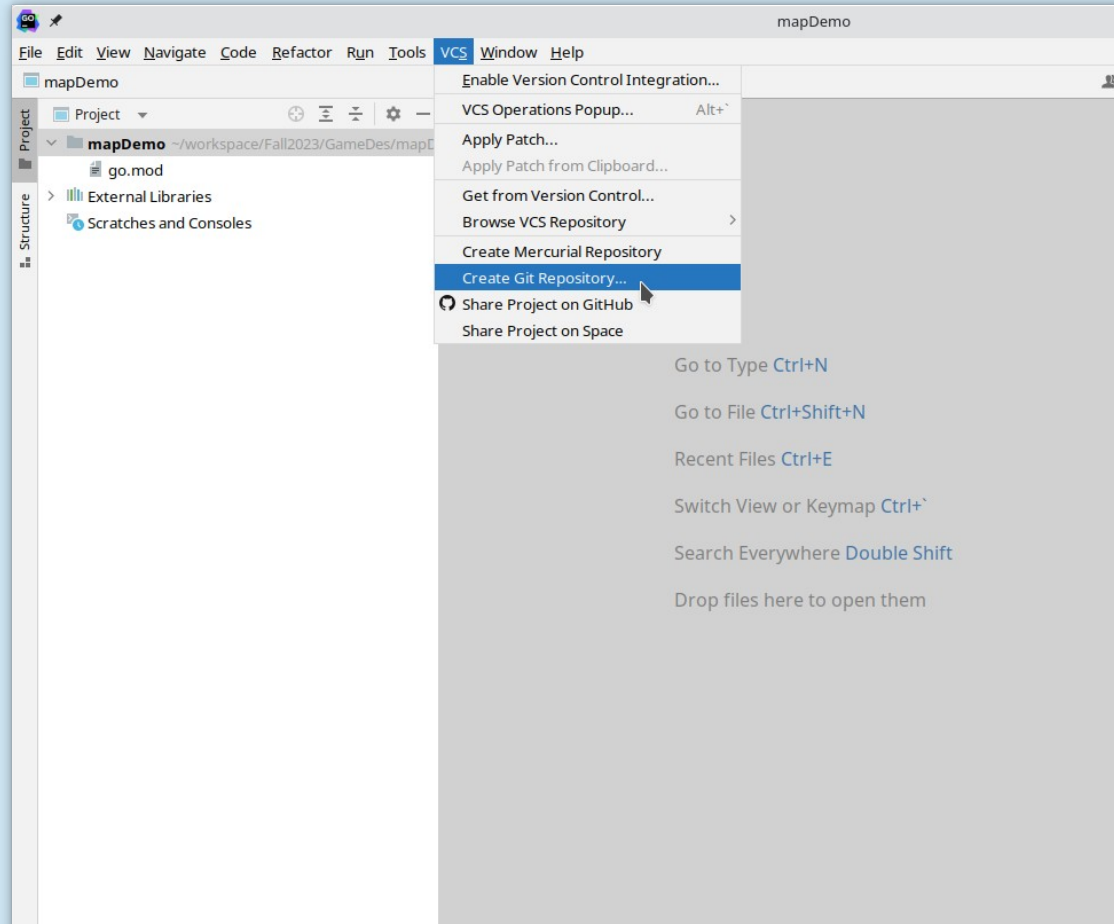 GO
mapDemo
File Edit View Navigate Code Refactor Run Tools VCS Window Help
mapDemo
Project
Project
mapDemo ~/workspace/Fall2023/GameDes/mapD
go.mod
External Libraries
Scratches and Consoles
Structure
Enable Version Control Integration...
VCS Operations Popup... Alt+`
Apply Patch...
Apply Patch from Clipboard...
Get from Version Control...
Browse VCS Repository
Create Mercurial Repository
Create Git Repository...
Share Project on GitHub
Share Project on Space
Go to Type Ctrl+N
Go to File Ctrl+Shift+N
Recent Files Ctrl+E
Switch View or Keymap Ctrl+`
Search Everywhere Double Shift
Drop files here to open them